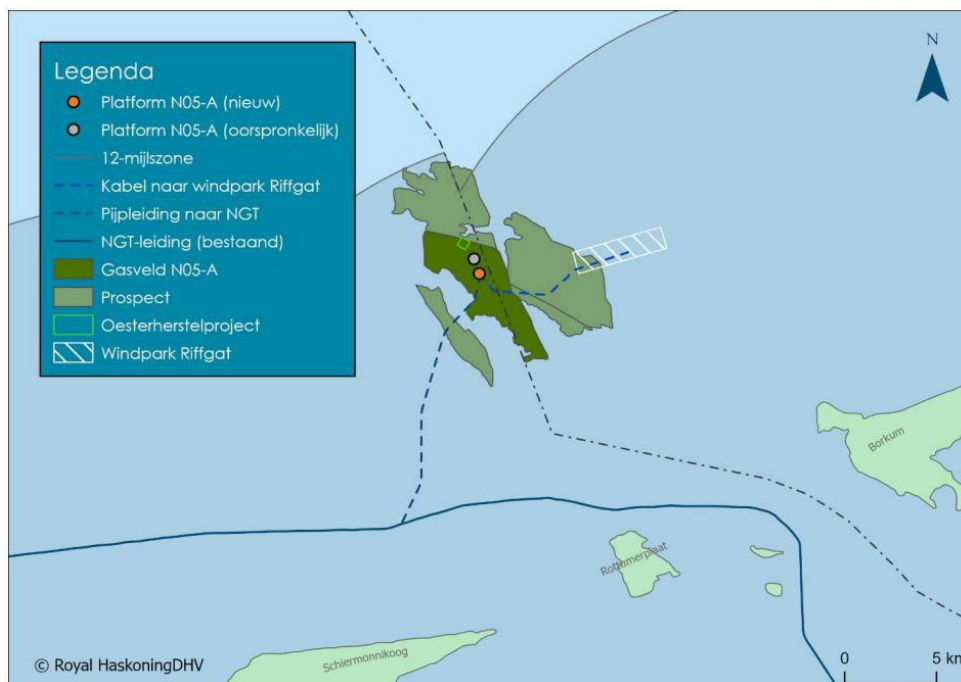 Legenda
Platform N05-A (nieuw)
Platform N05-A (oorspronkelijk)
12-mijlszone
Kabel naar windpark Riffgat
Pijpleiding naar NGT
NGT-leiding (bestaand)
Gasveld N05-A
Prospect
Oesterherstelproject
Windpark Riffgat
N
Borkum
Rottumerplaat
Schiermonnikoog
© Royal HaskoningDHV
0 5 km